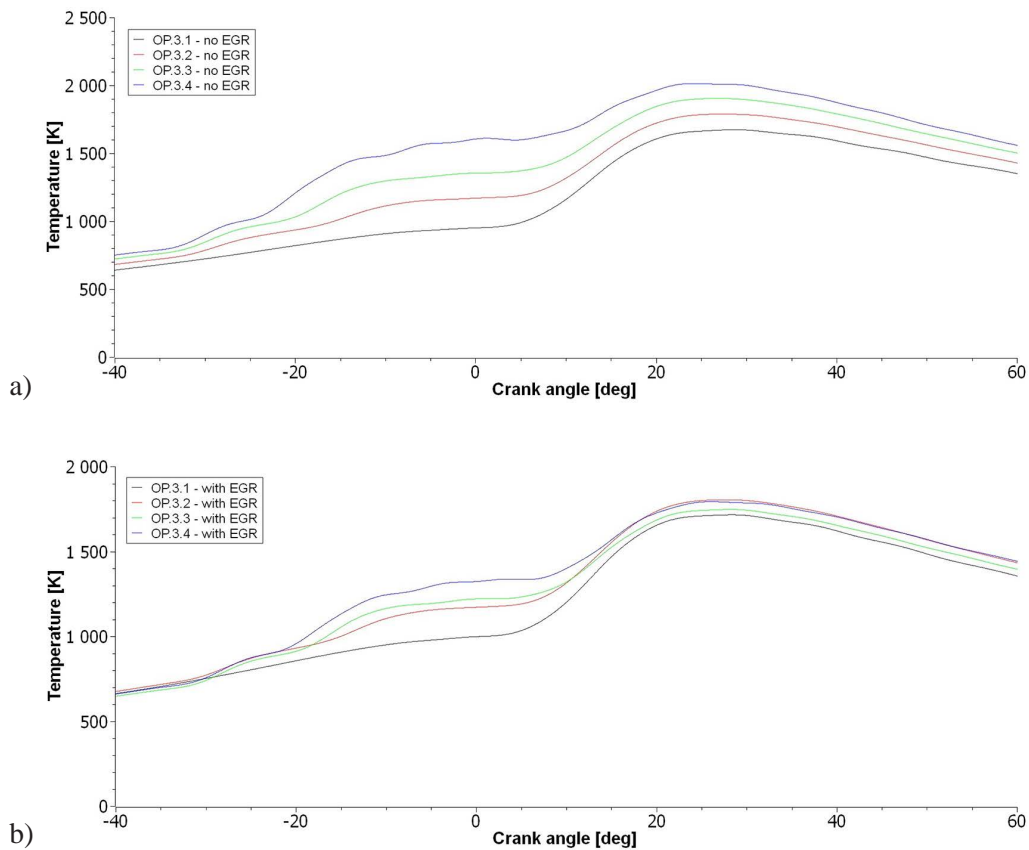 2 500
2 000
1 500
1 000
500
0
Temperature [K]
OP.3.1 - no EGR
OP.3.2 - no EGR
OP.3.3 - no EGR
OP.3.4 - no EGR
-40
-20
0
20
40
60
Crank angle [deg]
a)
2 000
1 500
1 000
500
0
Temperature [K]
OP.3.1 - with EGR
OP.3.2 - with EGR
OP.3.3 - with EGR
OP.3.4 - with EGR
-40
-20
0
20
40
60
Crank angle [deg]
b)